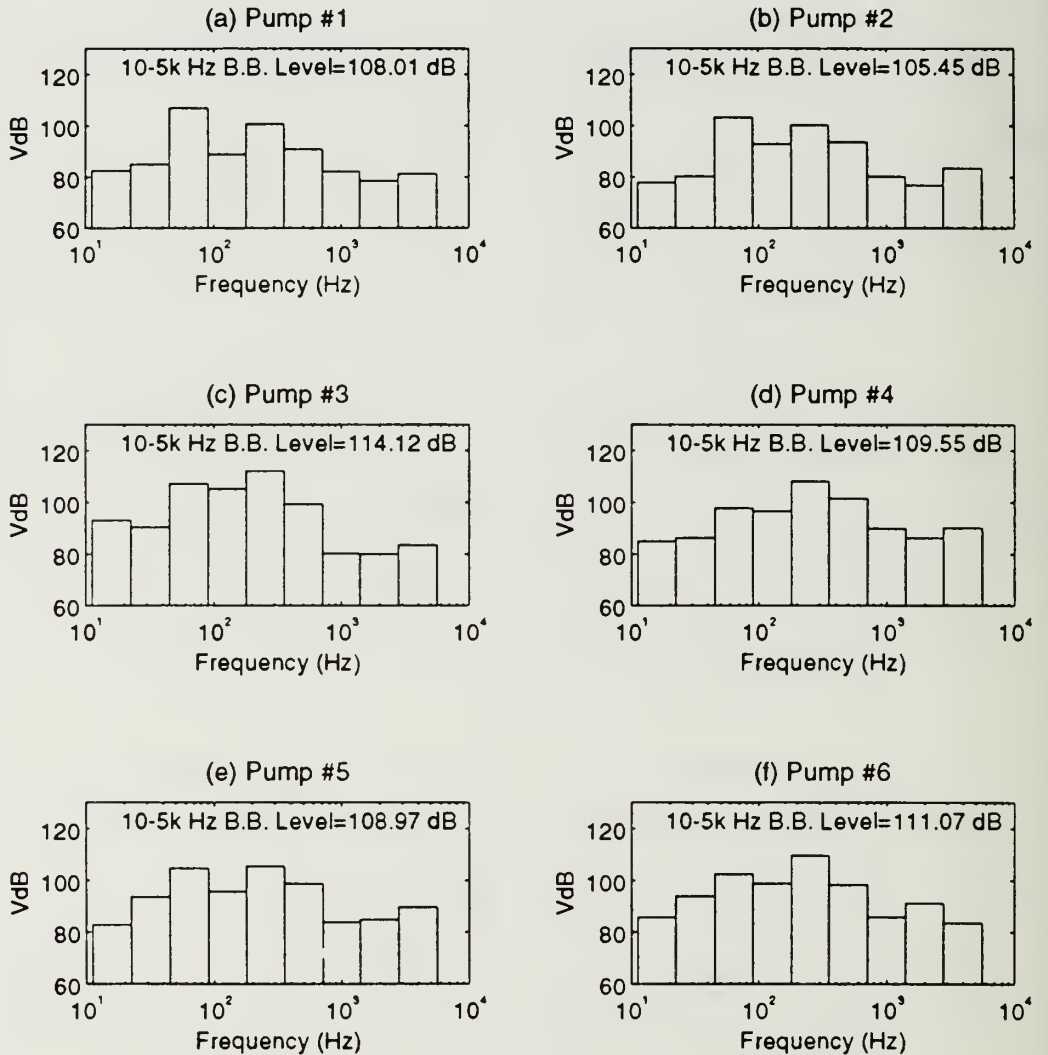 (a) Pump #1
10-5k Hz B.B. Level=108.01 dB
VdB
120
100
80
60
10¹ 10² 10³ 10⁴
Frequency (Hz)
(b) Pump #2
10-5k Hz B.B. Level=105.45 dB
VdB
120
100
80
60
10¹ 10² 10³ 10⁴
Frequency (Hz)
(c) Pump #3
10-5k Hz B.B. Level=114.12 dB
VdB
120
100
80
60
10¹ 10² 10³ 10⁴
Frequency (Hz)
(d) Pump #4
10-5k Hz B.B. Level=109.55 dB
VdB
120
100
80
60
10¹ 10² 10³ 10⁴
Frequency (Hz)
(e) Pump #5
10-5k Hz B.B. Level=108.97 dB
VdB
120
100
80
60
10¹ 10² 10³ 10⁴
Frequency (Hz)
(f) Pump #6
10-5k Hz B.B. Level=111.07 dB
VdB
120
100
80
60
10¹ 10² 10³ 10⁴
Frequency (Hz)